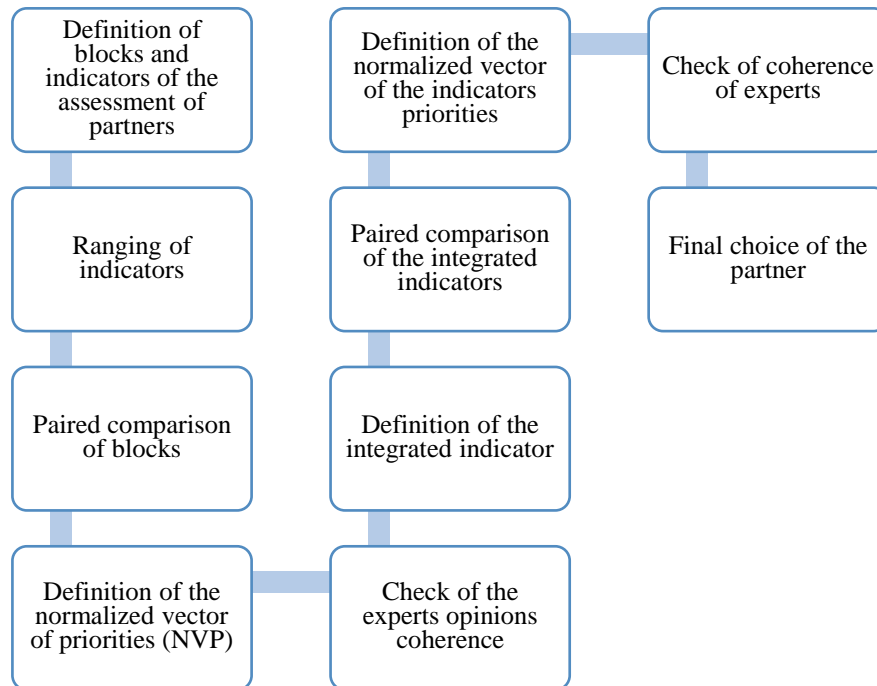 Definition of
blocks and
indicators of the
assessment of
partners
Ranging of
indicators
Paired comparison
of blocks
Definition of the
normalized vector
of priorities (NVP)
Check of the
experts opinions
coherence
Definition of the
integrated indicator
Paired comparison
of the integrated
indicators
Definition of the
normalized vector
of the indicators
priorities
Check of coherence
of experts
Final choice of the
partner